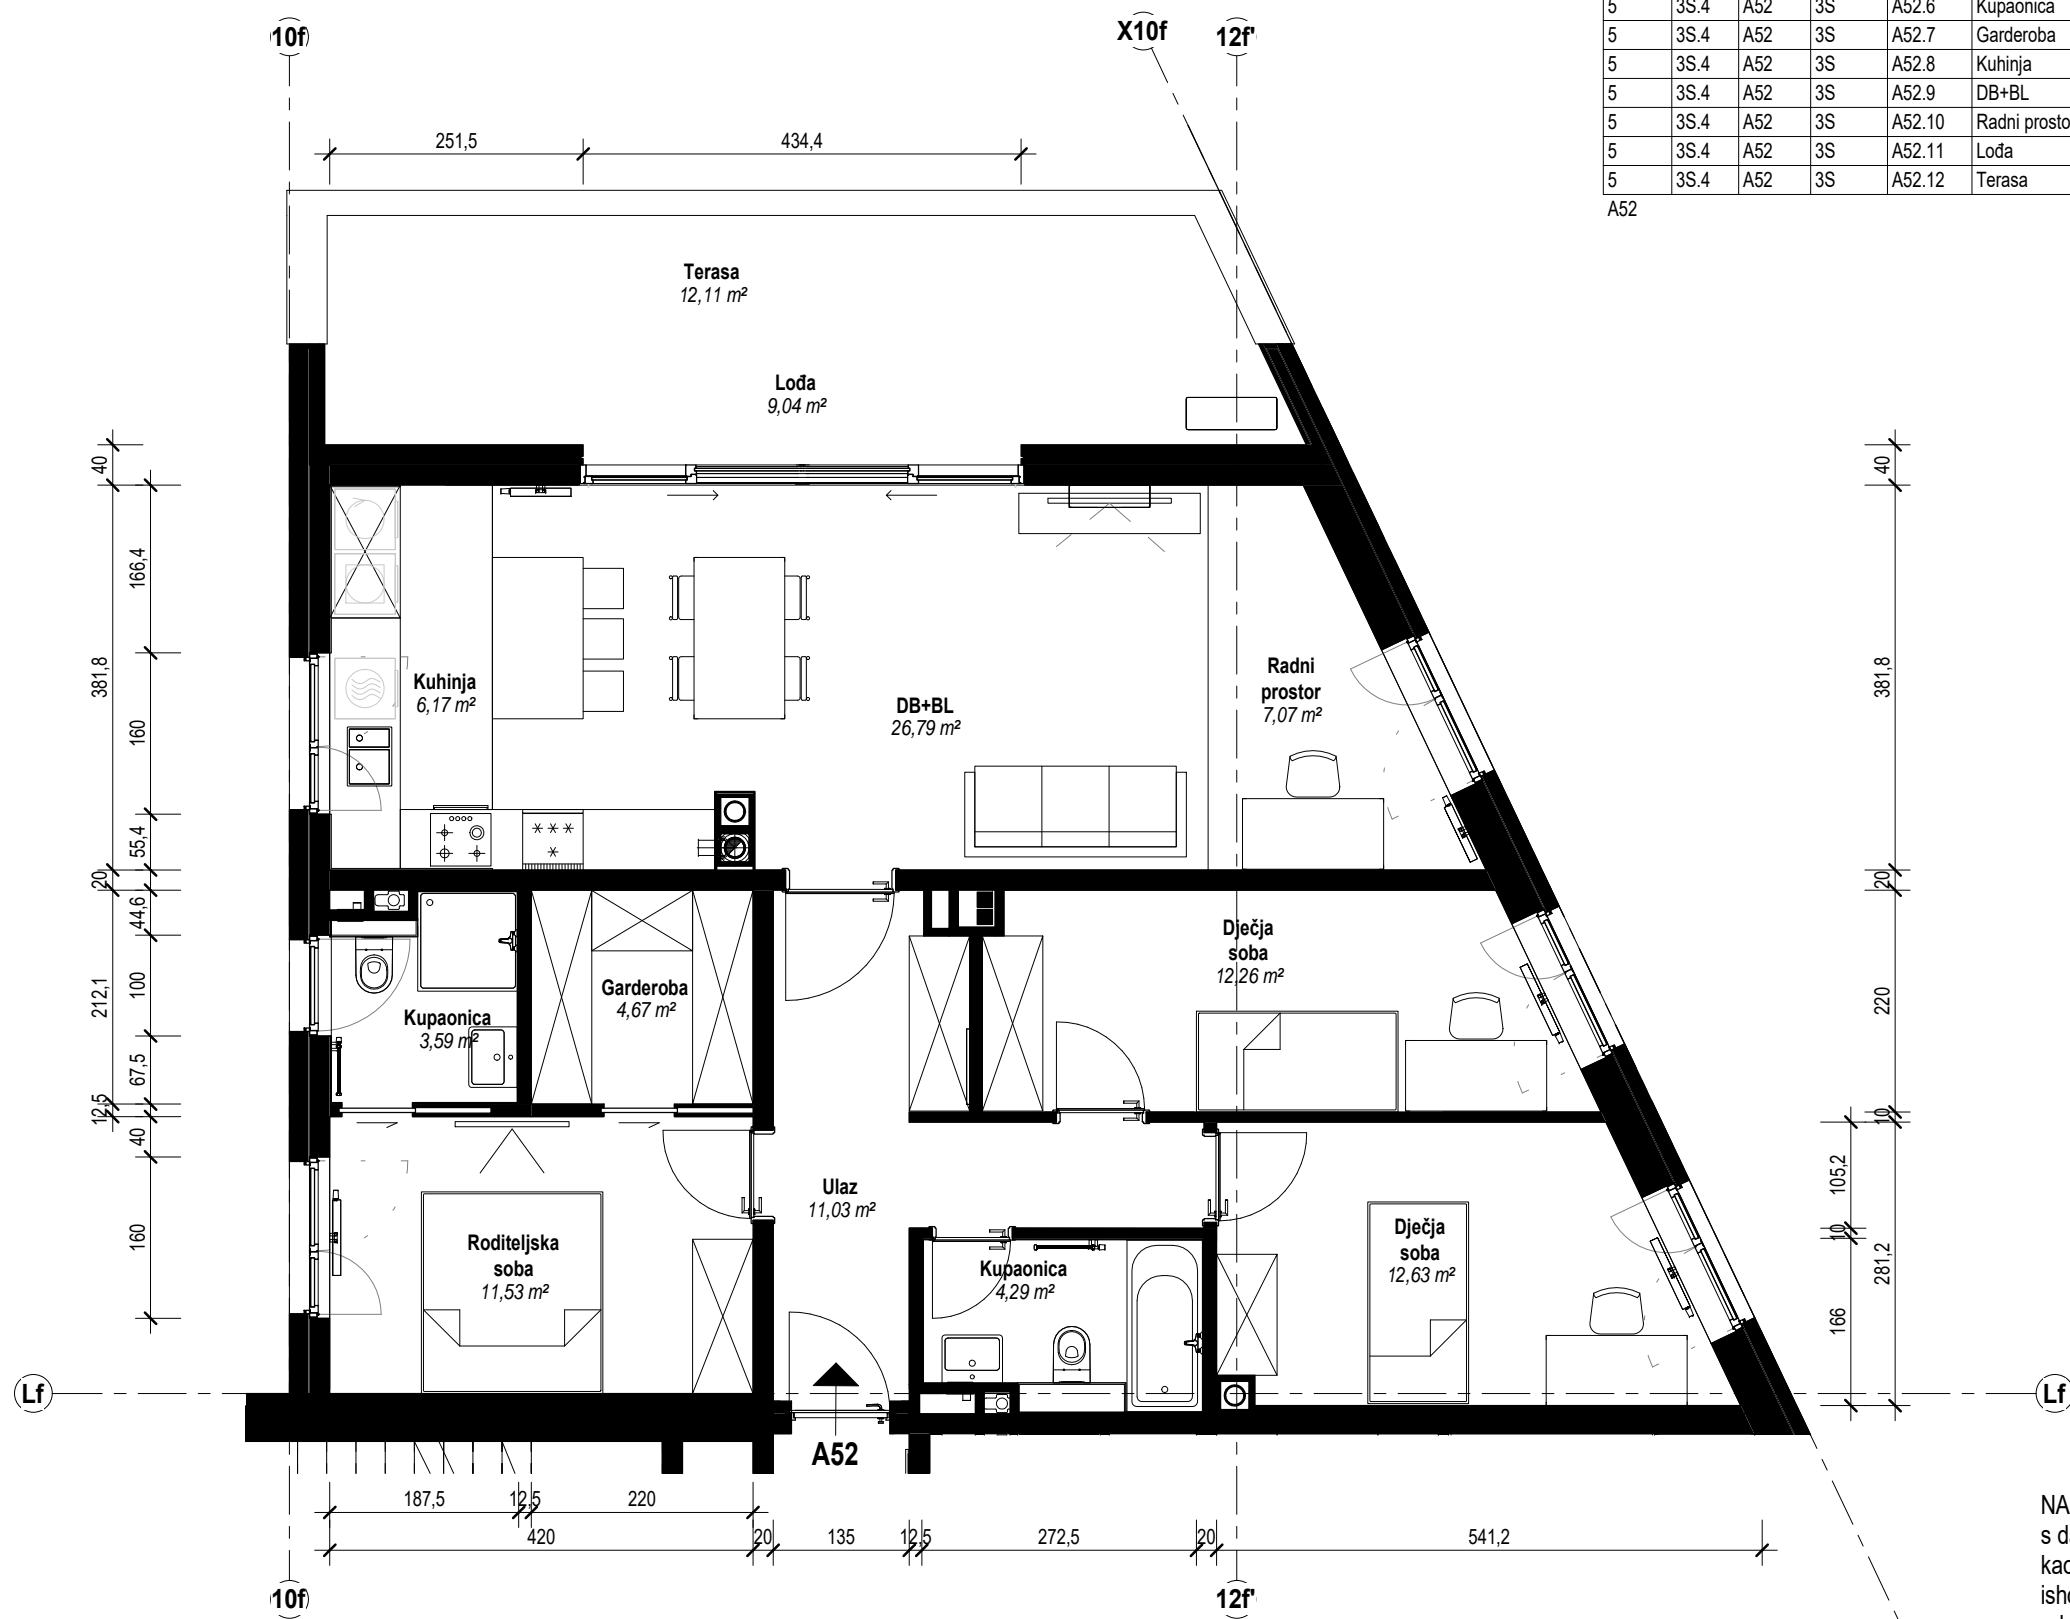 5 3S.4 A52 3S A52.6 Kupaonica
5 3S.4 A52 3S A52.7 Garderoba
5 3S.4 A52 3S A52.8 Kuhinja
5 3S.4 A52 3S A52.9 DB+BL
5 3S.4 A52 3S A52.10 Radni prosto
5 3S.4 A52 3S A52.11 Lođa
5 3S.4 A52 3S A52.12 Terasa
A52
10f
X10f
12f'
251,5
434,4
Terasa
12,11 m²
Lođa
9,04 m²
40
381,8
20
212,1
12,5
166,4
160
55,4
44,6
100
67,5
40
160
Kuhinja
6,17 m²
DB+BL
26,79 m²
Radni
prostor
7,07 m²
Kupaonica
3,59 m²
Garderoba
4,67 m²
Dječja
soba
12,26 m²
Ulaz
11,03 m²
Roditeljska
soba
11,53 m²
Kupaonica
4,29 m²
Dječja
soba
12,63 m²
40
381,8
20
220
10
281,2
105,2
10
166
Lf
Lf
A52
187,5
12,5
220
420
20
135
12,5
272,5
20
541,2
10f
12f'
NA
s d
kao